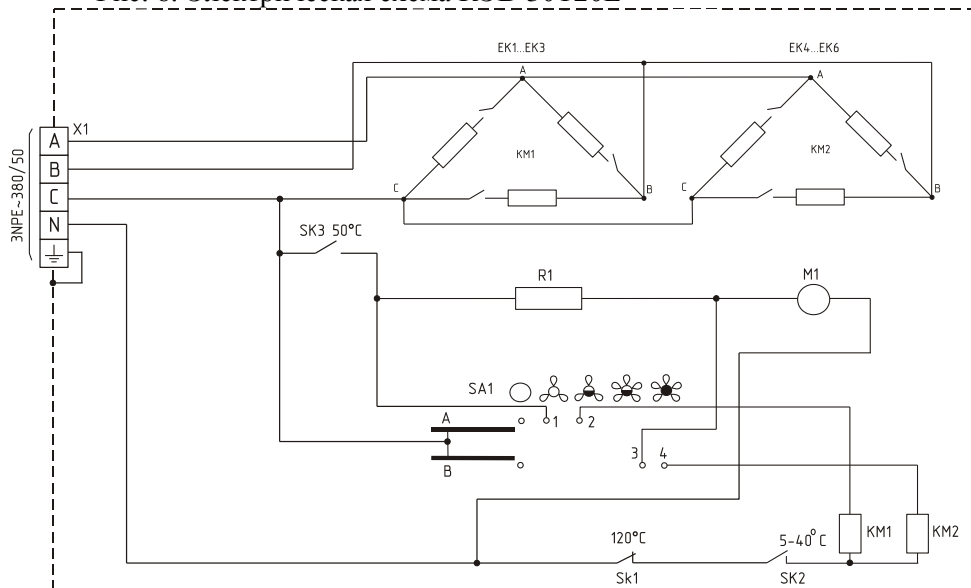 EK1...EK3
EK4...EK6
A
A
X1
A
B
C
N
3NPE~380/50
KM1
KM2
C
B
C
B
SK3 50°C
R1
M1
SA1
A
1
2
B
3
4
120°C
Sk1
5-40°C
SK2
KM1
KM2